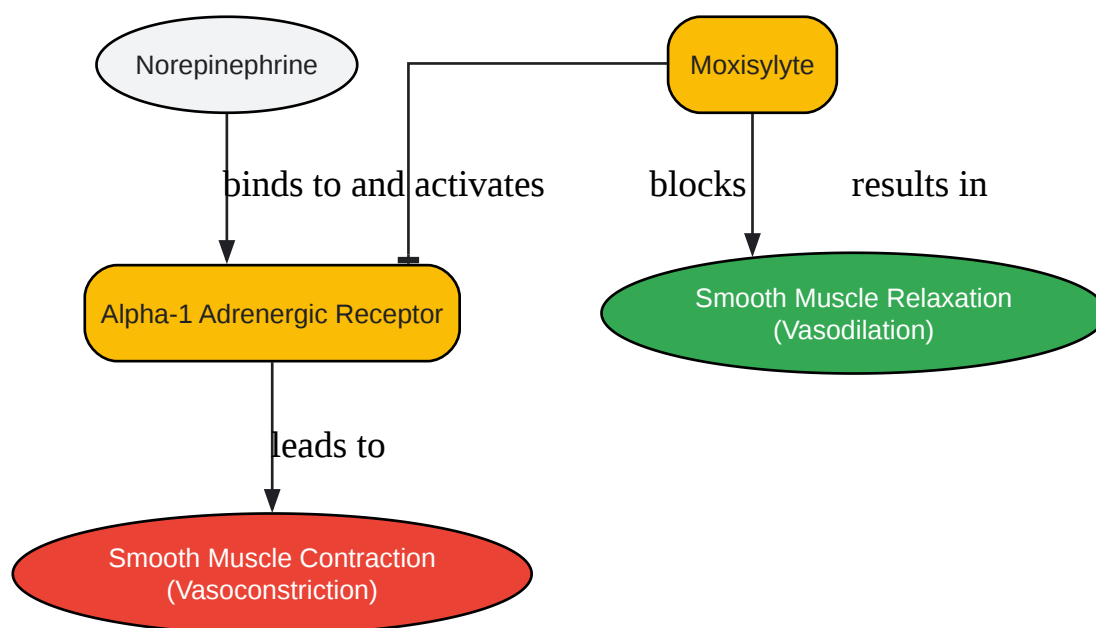 Norepinephrine
Moxisylyte
binds to and activates
blocks
results in
Alpha-1 Adrenergic Receptor
Smooth Muscle Relaxation
(Vasodilation)
leads to
Smooth Muscle Contraction
(Vasoconstriction)